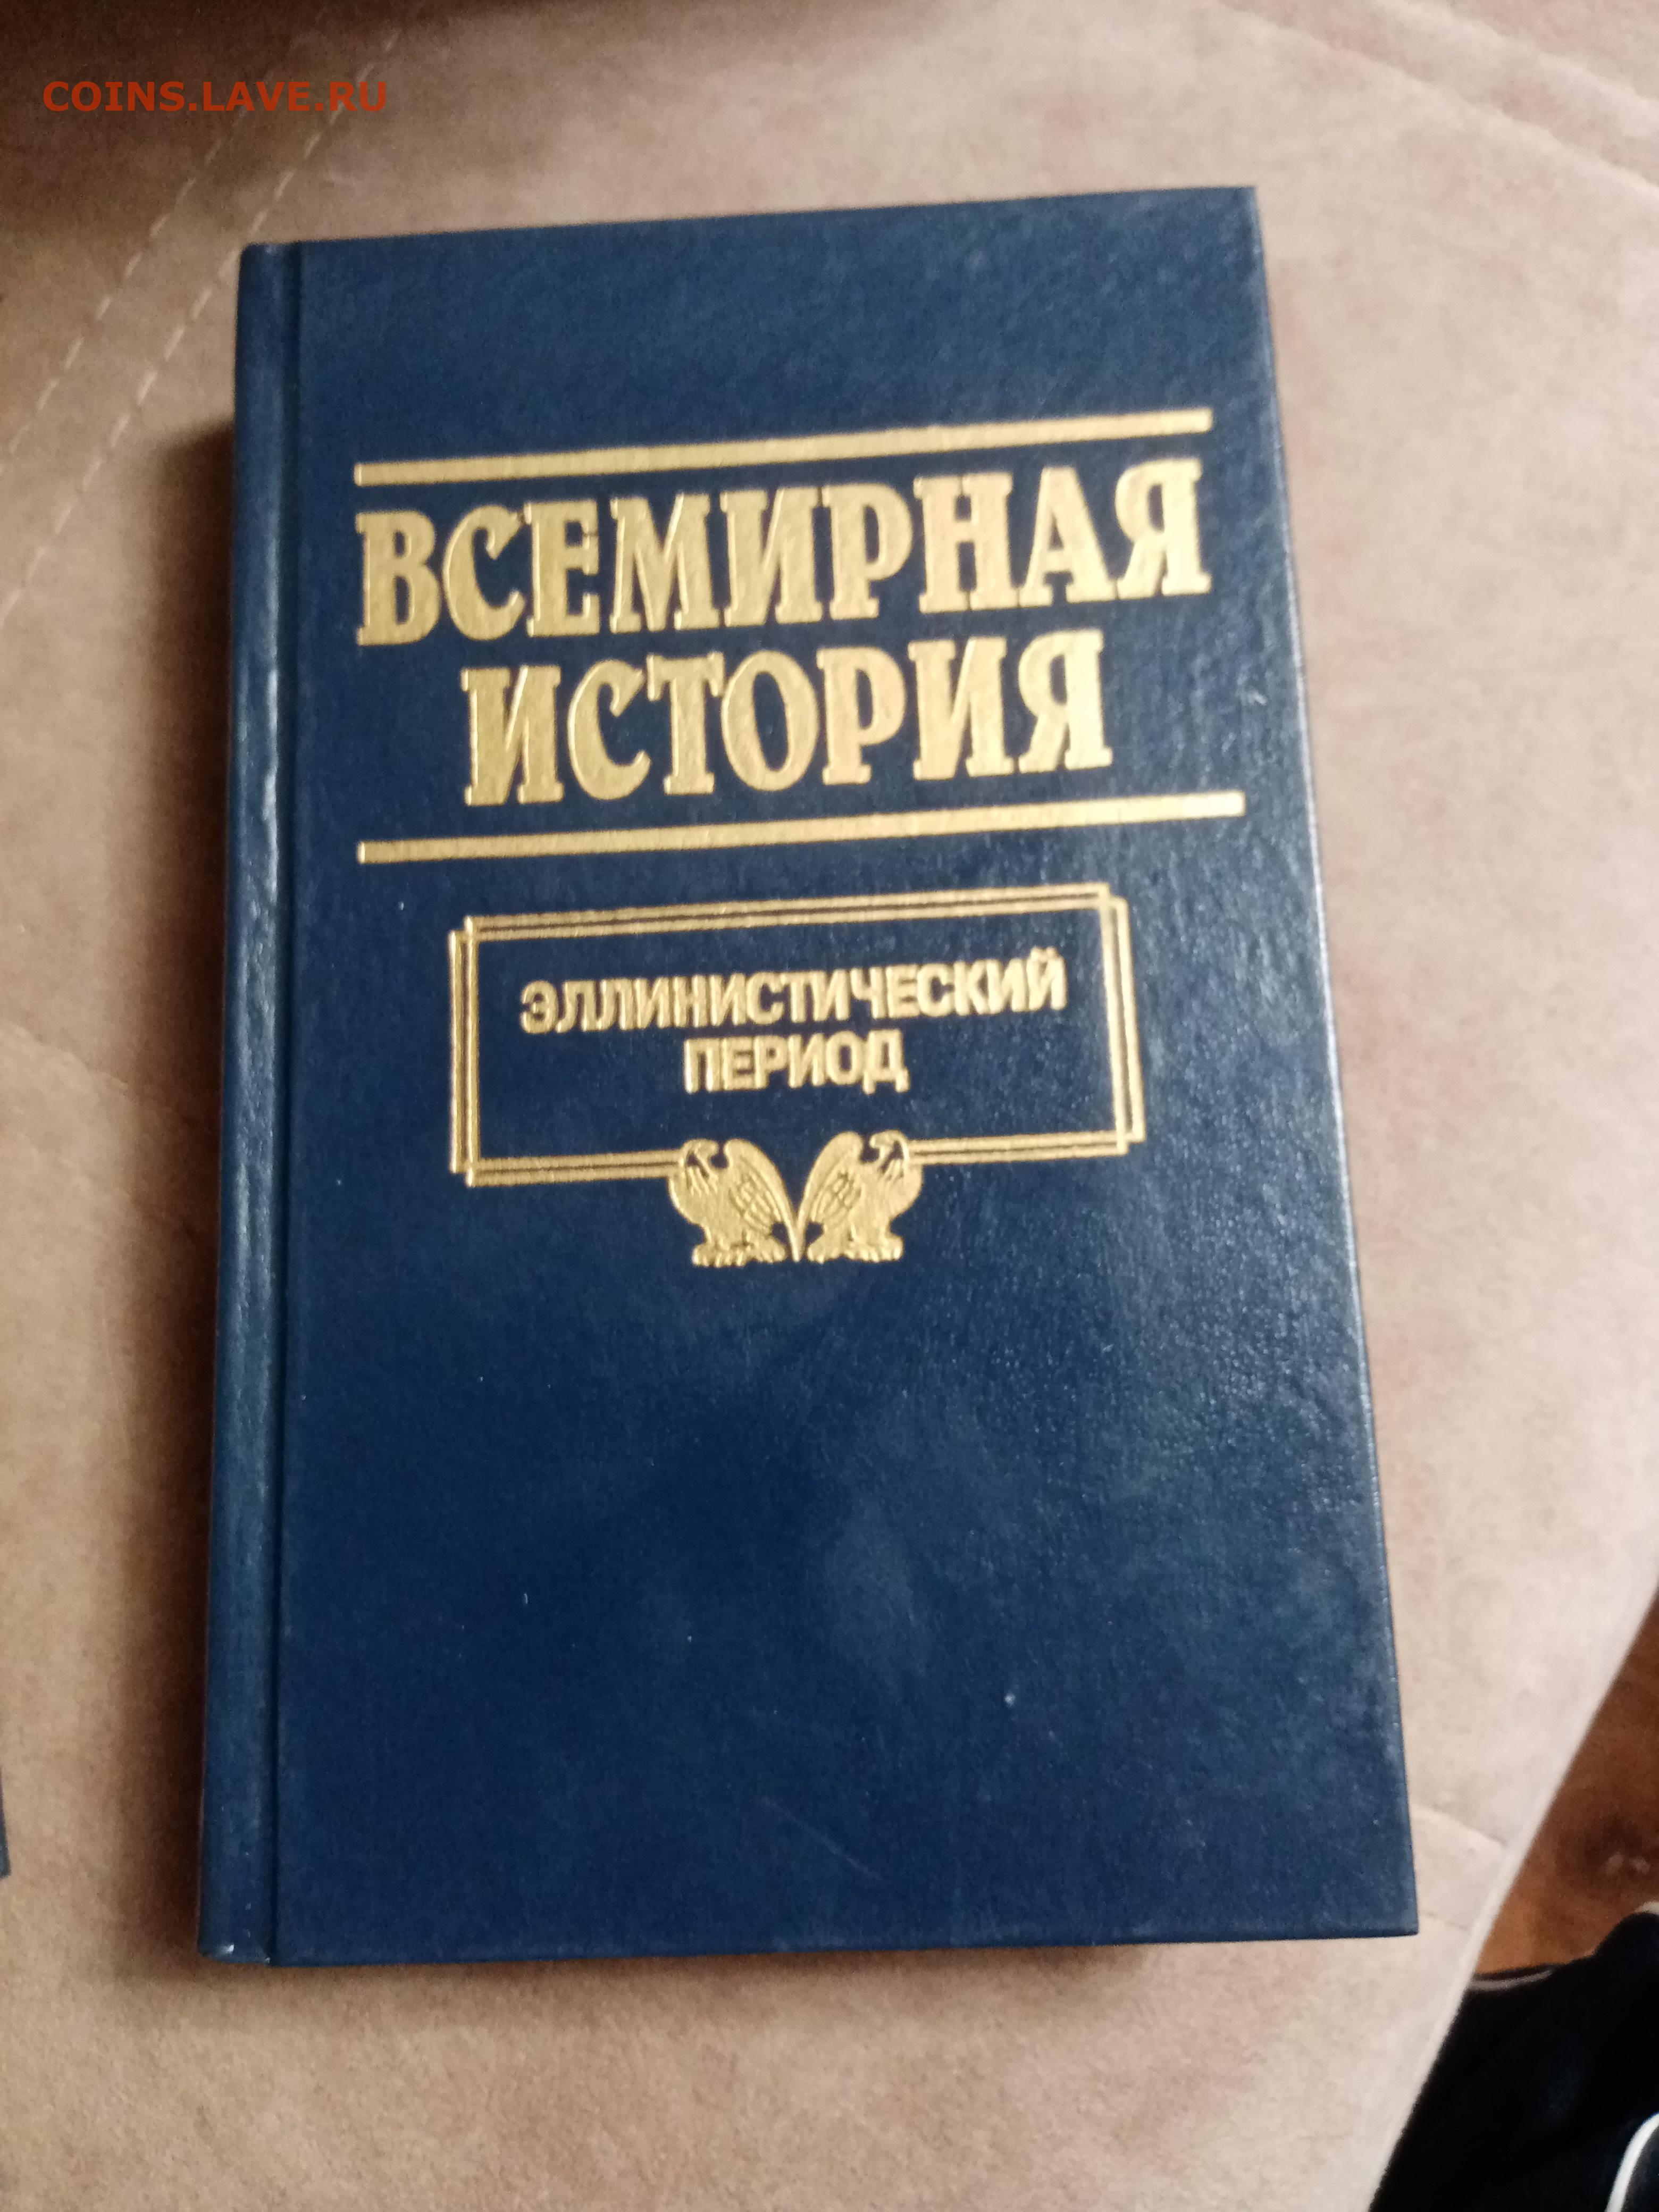 COINS.LAVE.RU
ВСЕМИРНАЯ
ИСТОРИЯ
ЭЛЛИНИСТИЧЕСКИЙ
ПЕРИОД